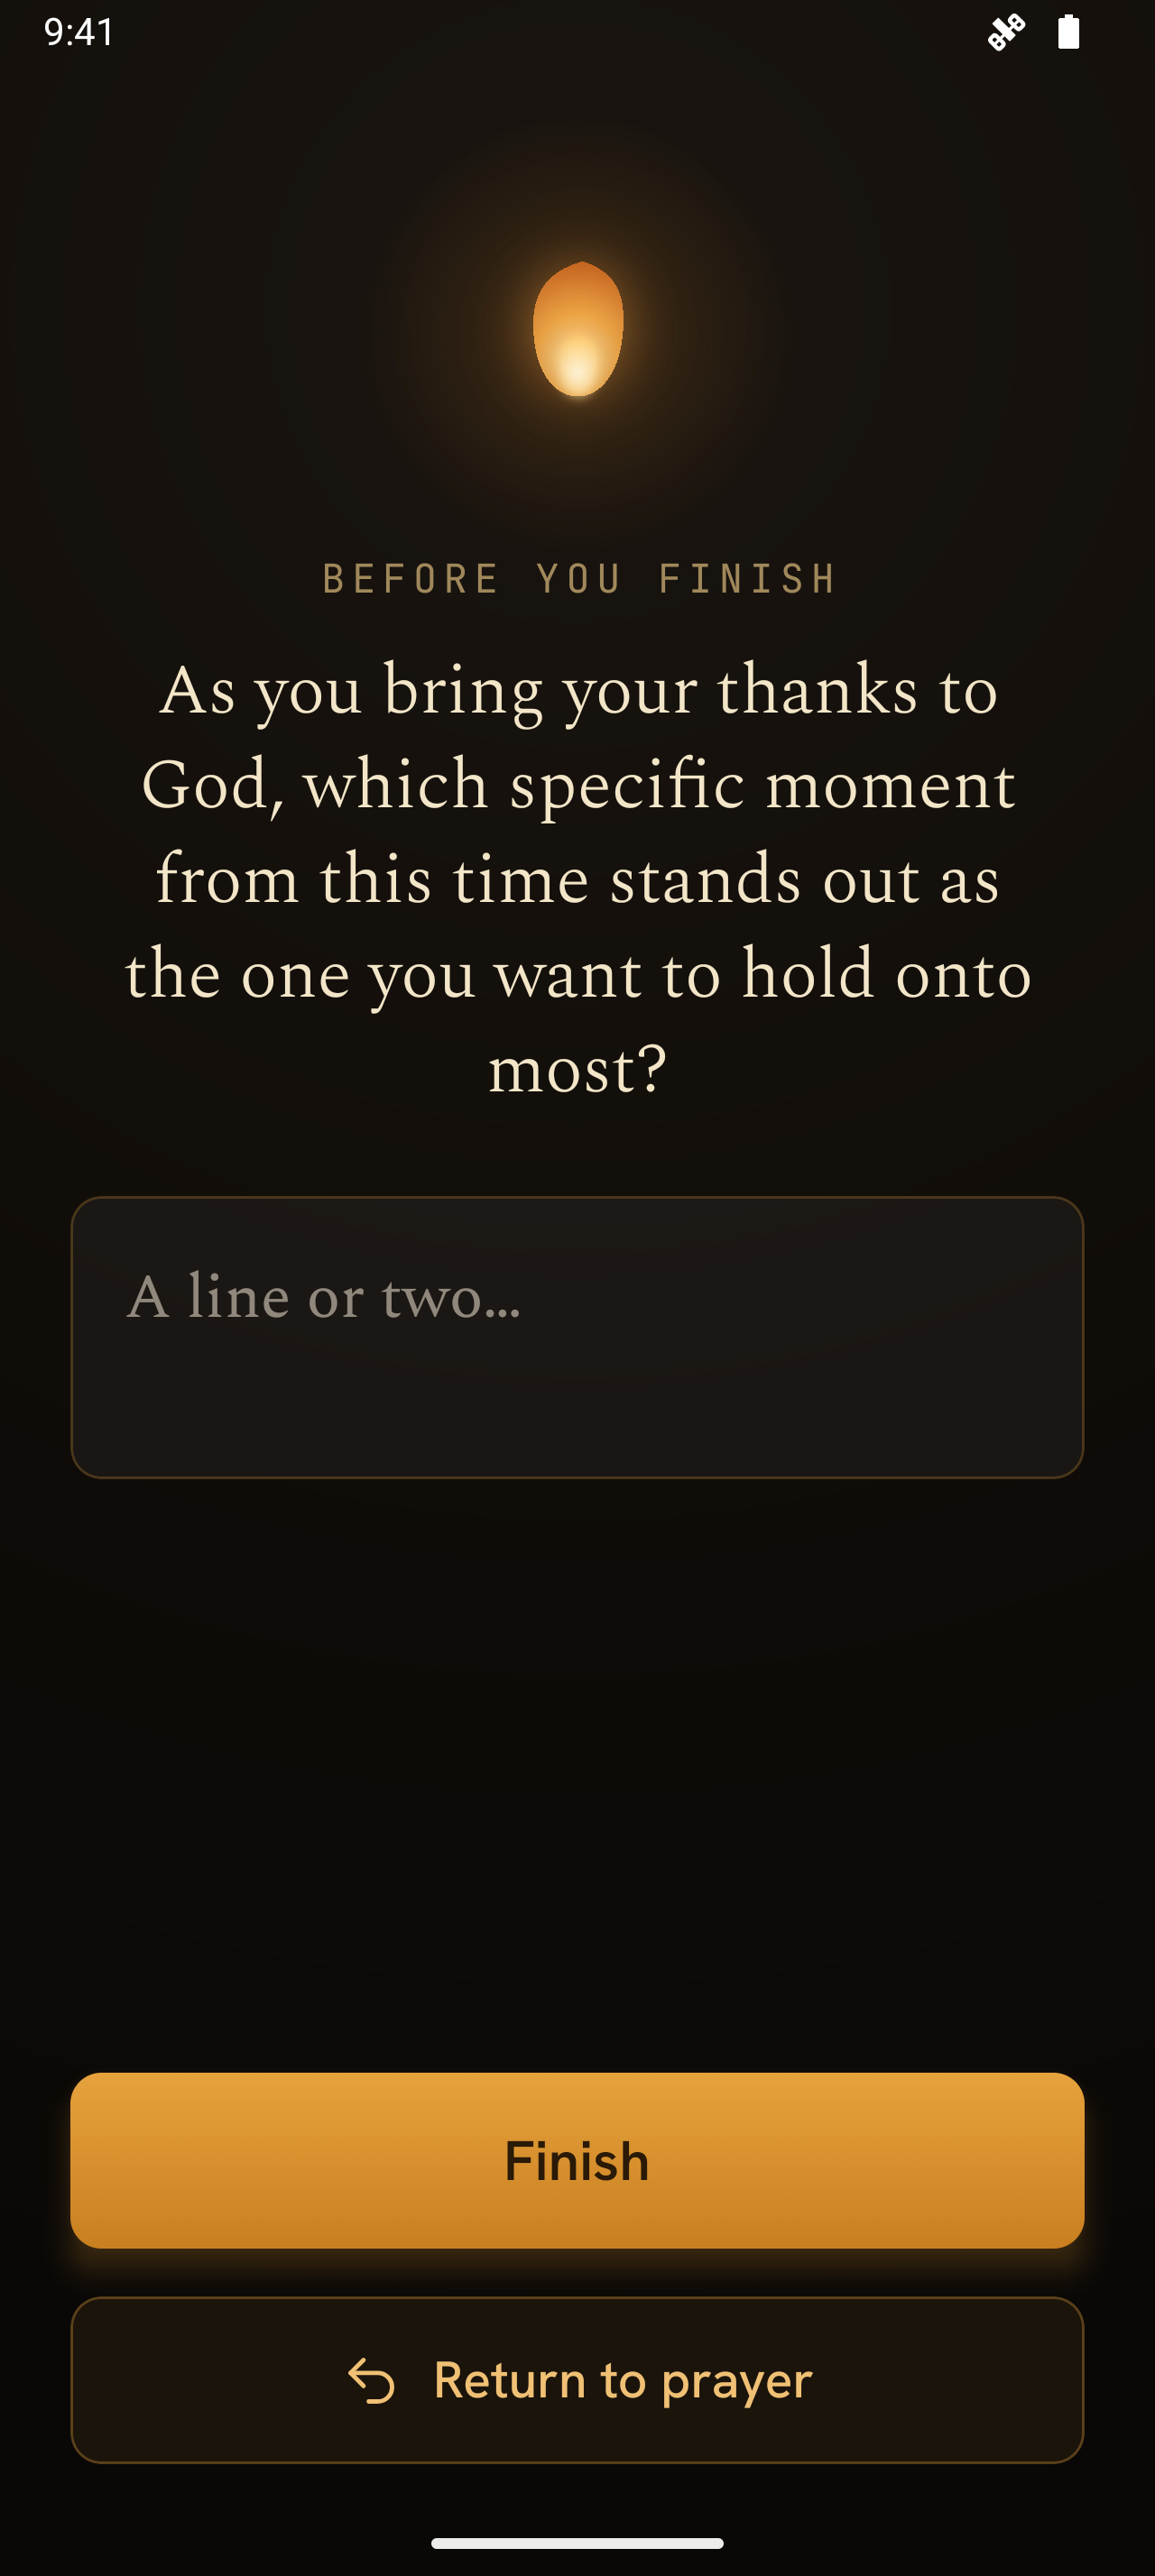 9:41
BEFORE YOU FINISH
As you bring your thanks to
God, which specific moment
from this time stands out as
the one you want to hold onto
most?
A line or two…
Finish
Return to prayer